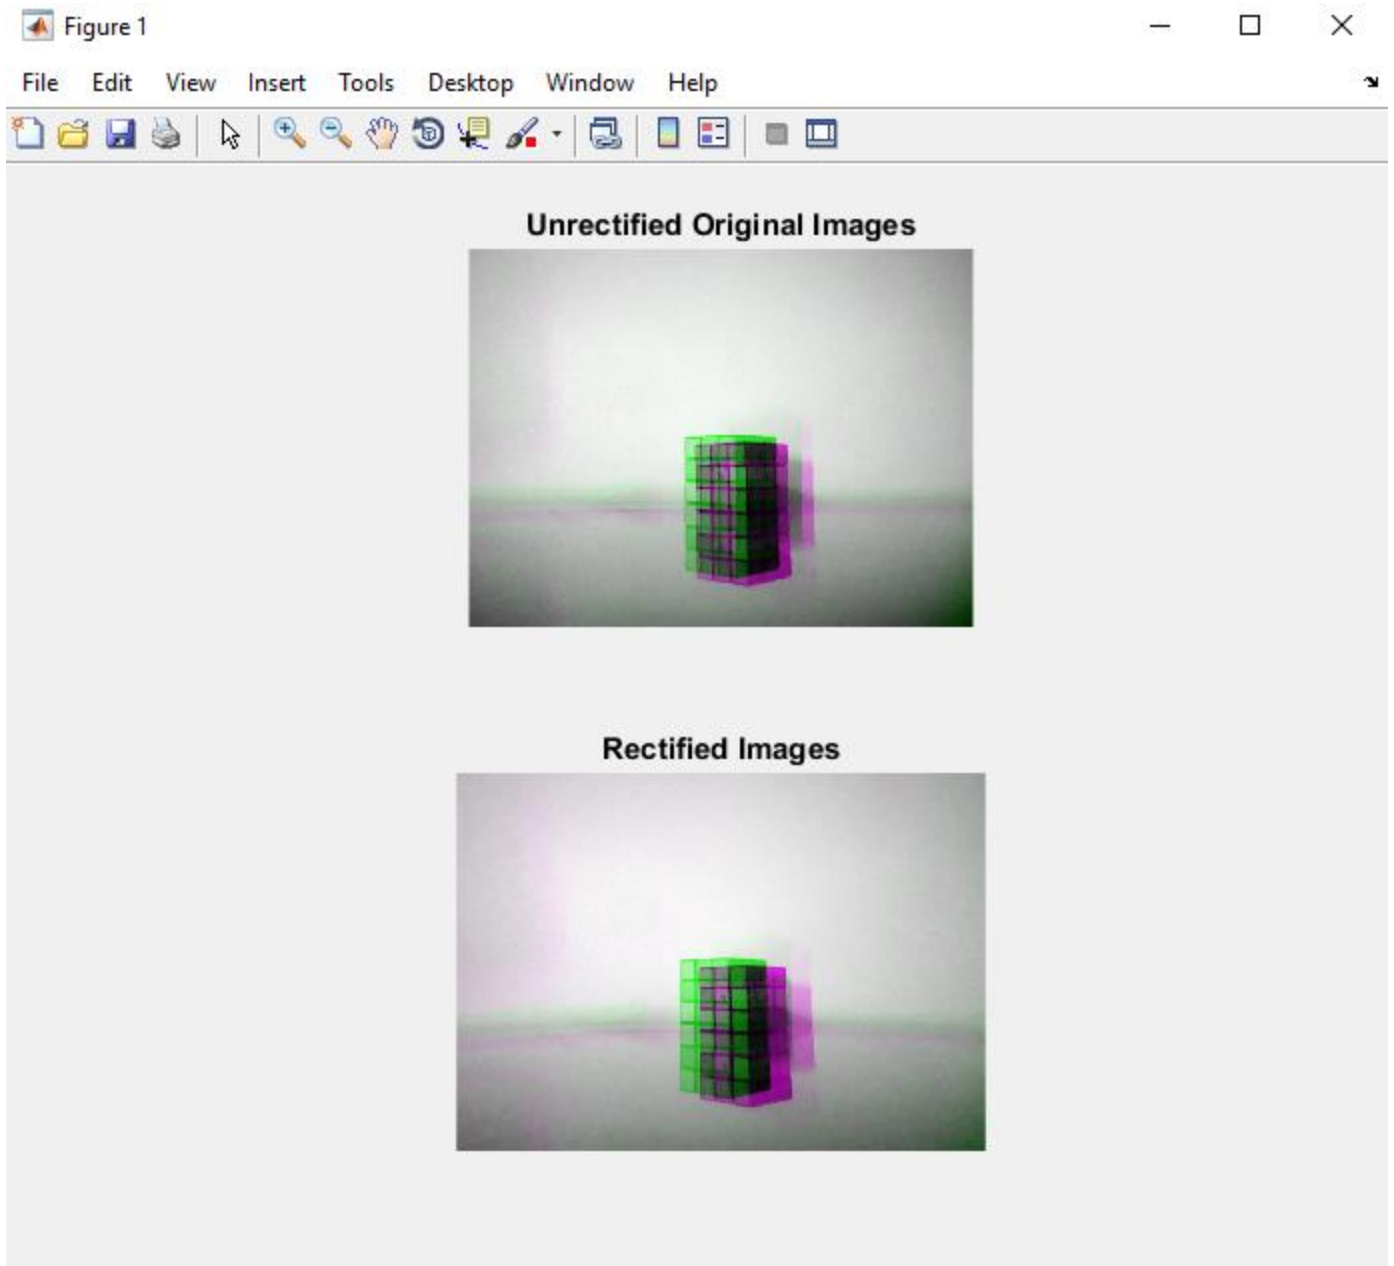 Figure 1
File Edit View Insert Tools Desktop Window Help
Unrectified Original Images
Rectified Images